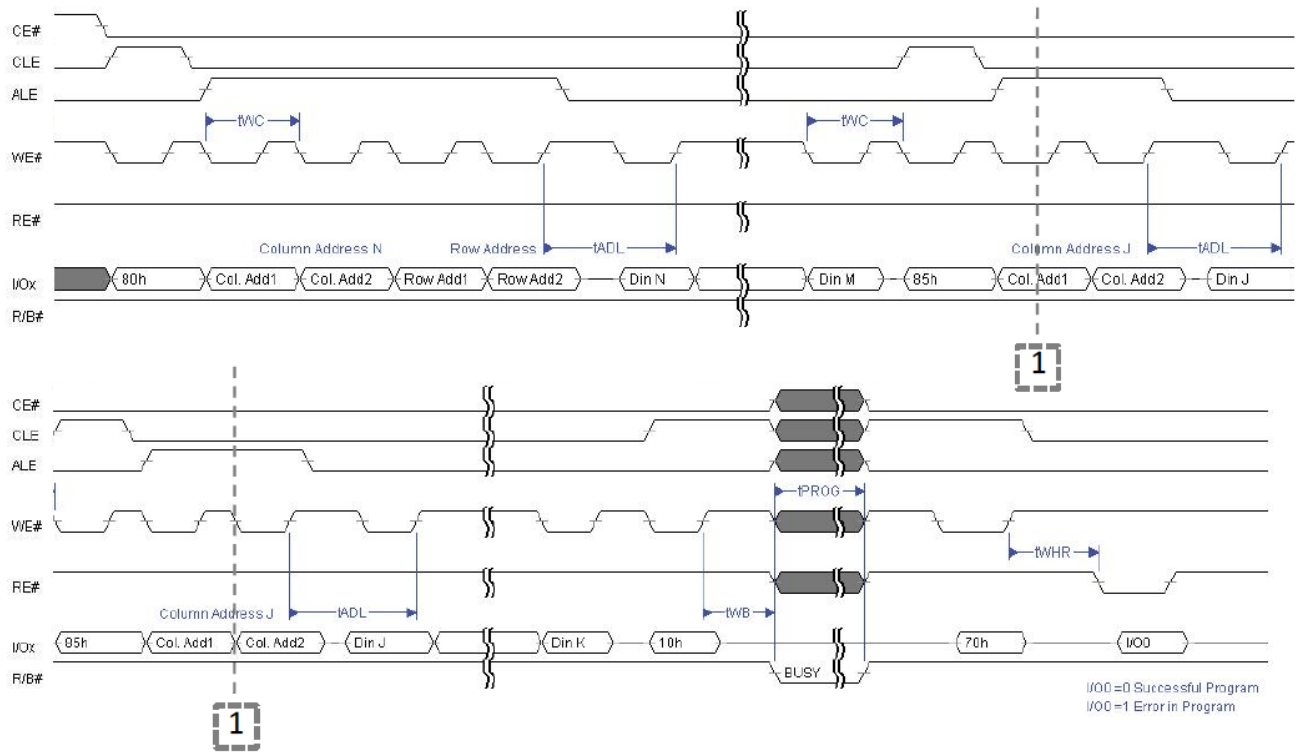 CE#
CLE
ALE
tWC
tWC
WE#
RE#
Column Address N
Row Address
tADL
Column Address J
tADL
I/Ox
80h
Col. Add1
Col. Add2
Row Add1
Row Add2
Din N
Din M
85h
Col. Add1
Col. Add2
Din J
R/B#
1
CE#
CLE
ALE
tPROG
WE#
tWHR
RE#
Column Address J
tADL
tWB
I/Ox
85h
Col. Add1
Col. Add2
Din J
Din K
10h
70h
I/O0
R/B#
BUSY
I/O0 =0 Successful Program
I/O0 =1 Error in Program
1